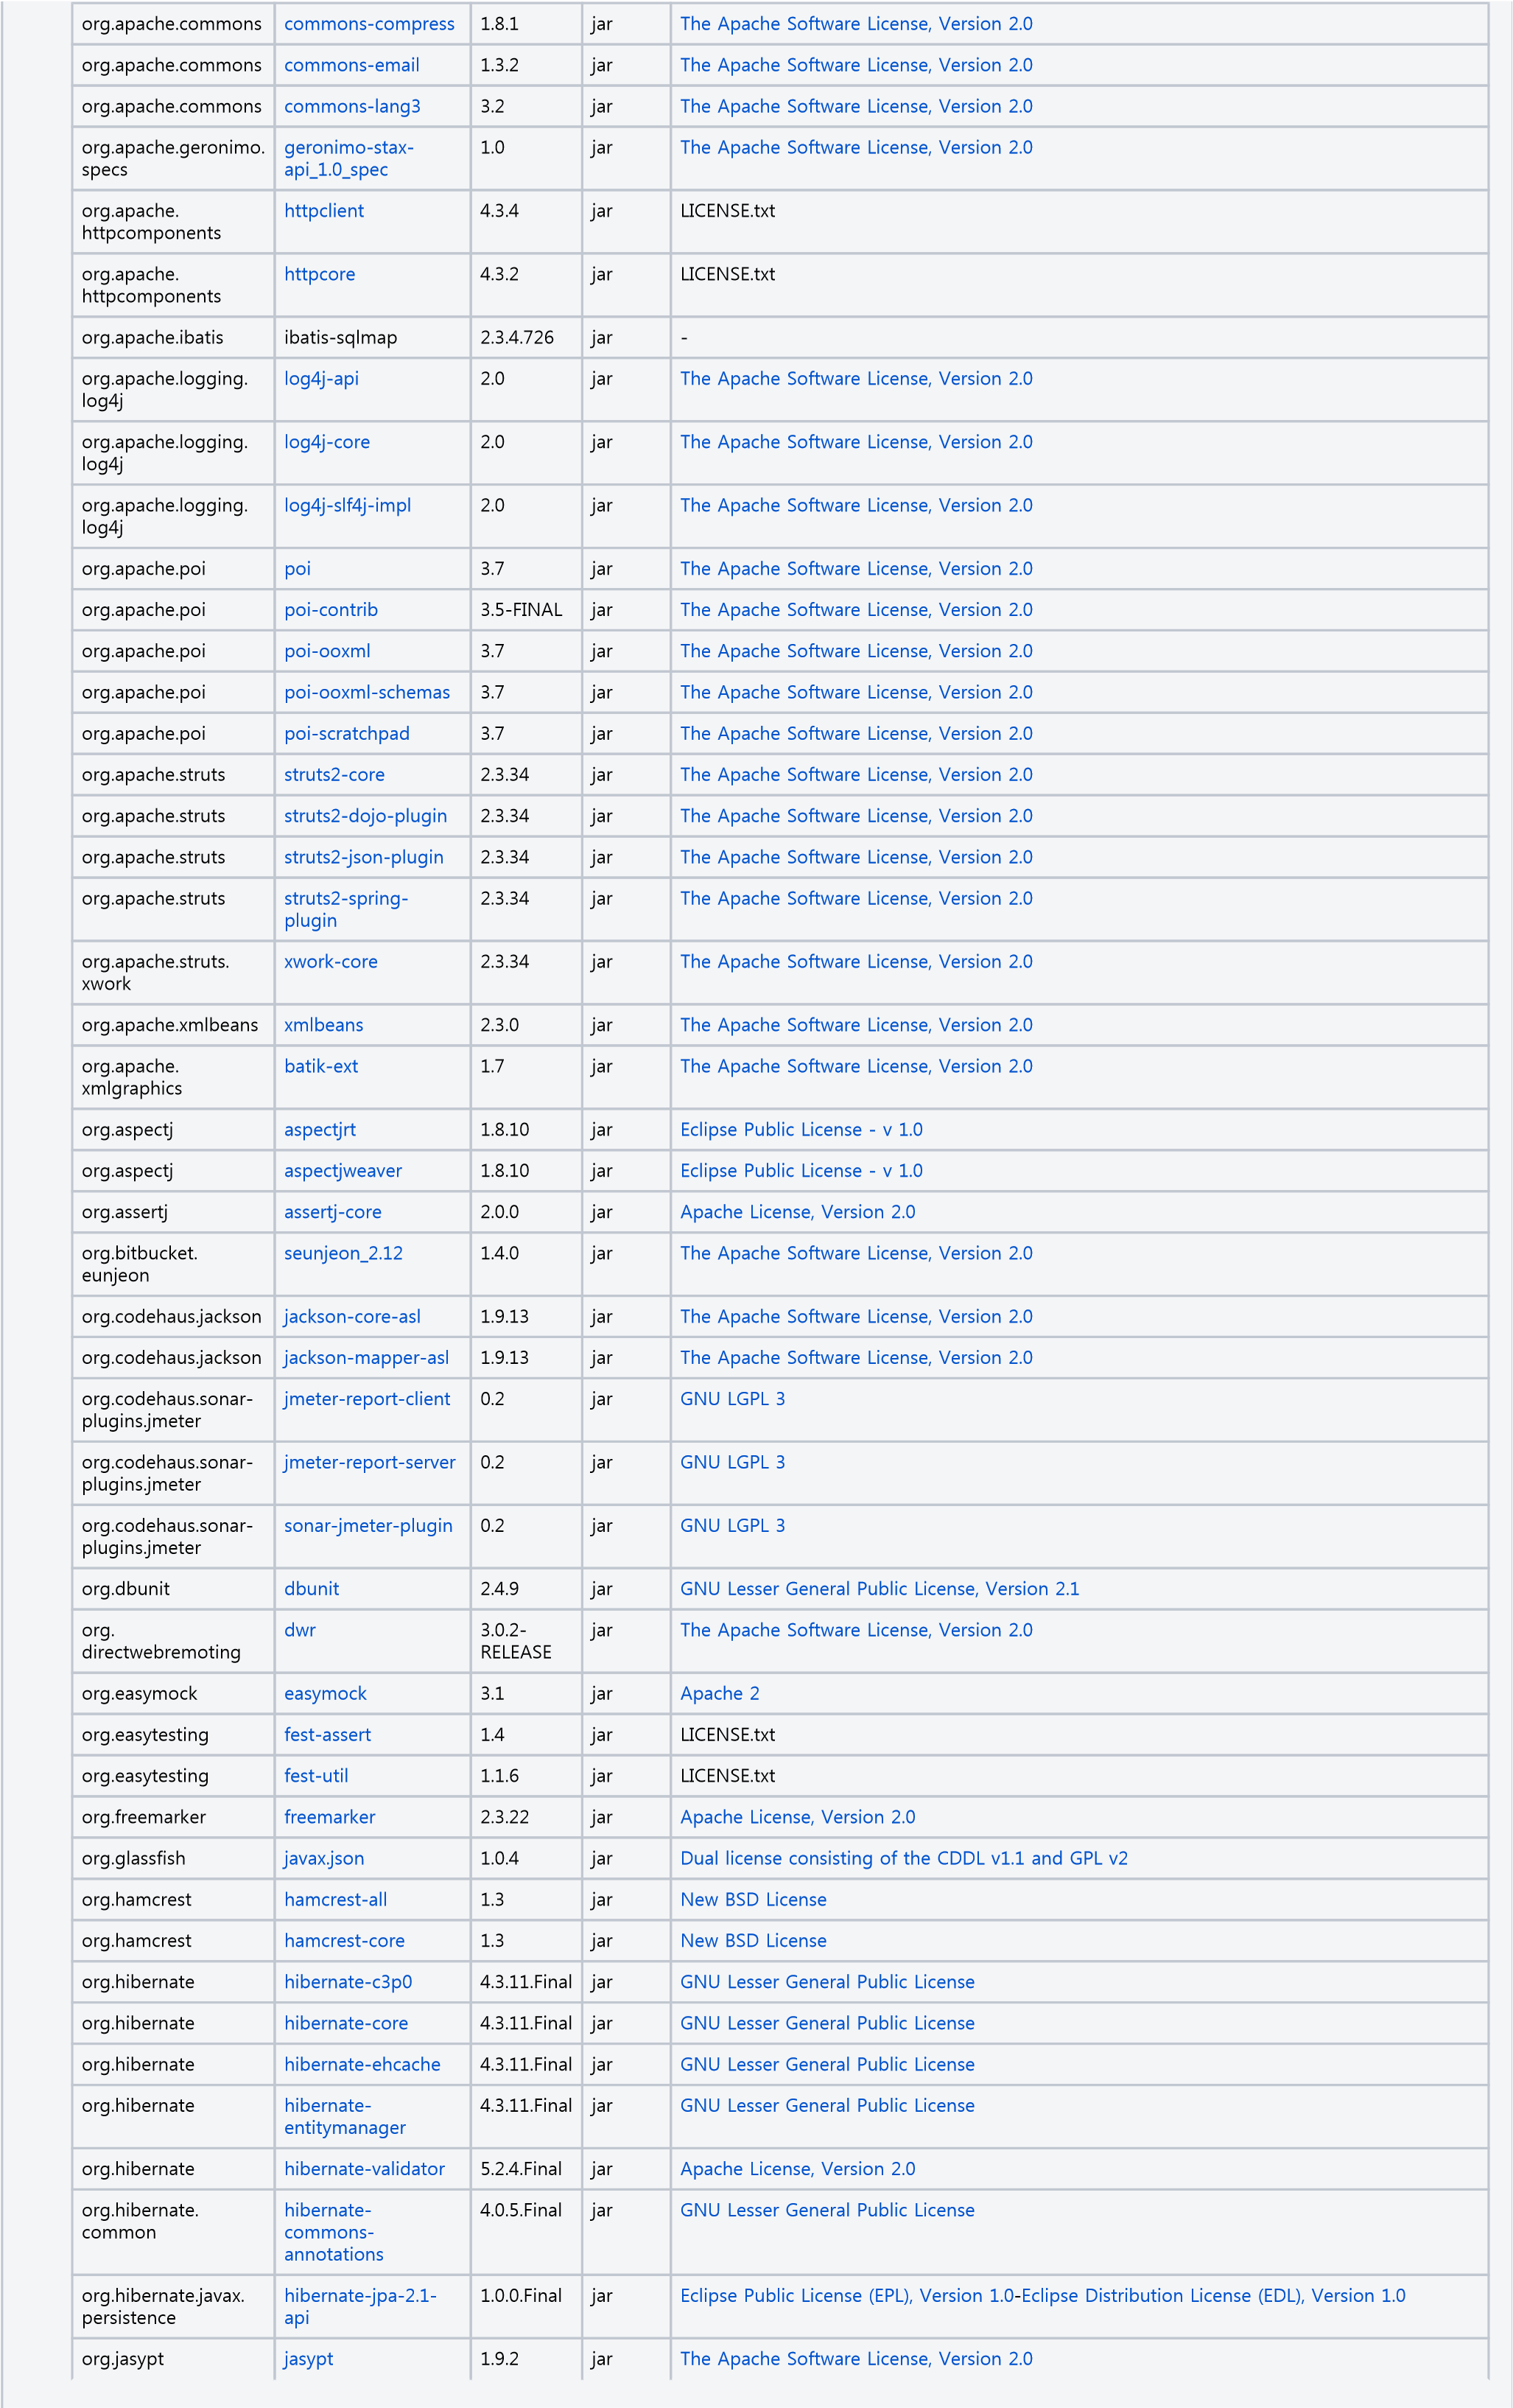 org.apache.commons commons-compress 1.8.1 jar The Apache Software License, Version 2.0
org.apache.commons commons-email 1.3.2 jar The Apache Software License, Version 2.0
org.apache.commons commons-lang3 3.2 jar The Apache Software License, Version 2.0
org.apache.geronimo. geronimo-stax- 1.0 jar The Apache Software License, Version 2.0
specs api_1.0_spec
org.apache. httpclient 4.3.4 jar LICENSE.txt
httpcomponents
org.apache. httpcore 4.3.2 jar LICENSE.txt
httpcomponents
org.apache.ibatis ibatis-sqlmap 2.3.4.726 jar -
org.apache.logging. log4j-api 2.0 jar The Apache Software License, Version 2.0
log4j
org.apache.logging. log4j-core 2.0 jar The Apache Software License, Version 2.0
log4j
org.apache.logging. log4j-slf4j-impl 2.0 jar The Apache Software License, Version 2.0
log4j
org.apache.poi poi 3.7 jar The Apache Software License, Version 2.0
org.apache.poi poi-contrib 3.5-FINAL jar The Apache Software License, Version 2.0
org.apache.poi poi-ooxml 3.7 jar The Apache Software License, Version 2.0
org.apache.poi poi-ooxml-schemas 3.7 jar The Apache Software License, Version 2.0
org.apache.poi poi-scratchpad 3.7 jar The Apache Software License, Version 2.0
org.apache.struts struts2-core 2.3.34 jar The Apache Software License, Version 2.0
org.apache.struts struts2-dojo-plugin 2.3.34 jar The Apache Software License, Version 2.0
org.apache.struts struts2-json-plugin 2.3.34 jar The Apache Software License, Version 2.0
org.apache.struts struts2-spring- 2.3.34 jar The Apache Software License, Version 2.0
plugin
org.apache.struts. xwork-core 2.3.34 jar The Apache Software License, Version 2.0
xwork
org.apache.xmlbeans xmlbeans 2.3.0 jar The Apache Software License, Version 2.0
org.apache. batik-ext 1.7 jar The Apache Software License, Version 2.0
xmlgraphics
org.aspectj aspectjrt 1.8.10 jar Eclipse Public License - v 1.0
org.aspectj aspectjweaver 1.8.10 jar Eclipse Public License - v 1.0
org.assertj assertj-core 2.0.0 jar Apache License, Version 2.0
org.bitbucket. seunjeon_2.12 1.4.0 jar The Apache Software License, Version 2.0
eunjeon
org.codehaus.jackson jackson-core-asl 1.9.13 jar The Apache Software License, Version 2.0
org.codehaus.jackson jackson-mapper-asl 1.9.13 jar The Apache Software License, Version 2.0
org.codehaus.sonar- jmeter-report-client 0.2 jar GNU LGPL 3
plugins.jmeter
org.codehaus.sonar- jmeter-report-server 0.2 jar GNU LGPL 3
plugins.jmeter
org.codehaus.sonar- sonar-jmeter-plugin 0.2 jar GNU LGPL 3
plugins.jmeter
org.dbunit dbunit 2.4.9 jar GNU Lesser General Public License, Version 2.1
org. dwr 3.0.2- jar The Apache Software License, Version 2.0
directwebremoting RELEASE
org.easymock easymock 3.1 jar Apache 2
org.easytesting fest-assert 1.4 jar LICENSE.txt
org.easytesting fest-util 1.1.6 jar LICENSE.txt
org.freemarker freemarker 2.3.22 jar Apache License, Version 2.0
org.glassfish javax.json 1.0.4 jar Dual license consisting of the CDDL v1.1 and GPL v2
org.hamcrest hamcrest-all 1.3 jar New BSD License
org.hamcrest hamcrest-core 1.3 jar New BSD License
org.hibernate hibernate-c3p0 4.3.11.Final jar GNU Lesser General Public License
org.hibernate hibernate-core 4.3.11.Final jar GNU Lesser General Public License
org.hibernate hibernate-ehcache 4.3.11.Final jar GNU Lesser General Public License
org.hibernate hibernate- 4.3.11.Final jar GNU Lesser General Public License
entitymanager
org.hibernate hibernate-validator 5.2.4.Final jar Apache License, Version 2.0
org.hibernate. hibernate- 4.0.5.Final jar GNU Lesser General Public License
common commons-
annotations
org.hibernate.javax. hibernate-jpa-2.1- 1.0.0.Final jar Eclipse Public License (EPL), Version 1.0-Eclipse Distribution License (EDL), Version 1.0
persistence api
org.jasypt jasypt 1.9.2 jar The Apache Software License, Version 2.0